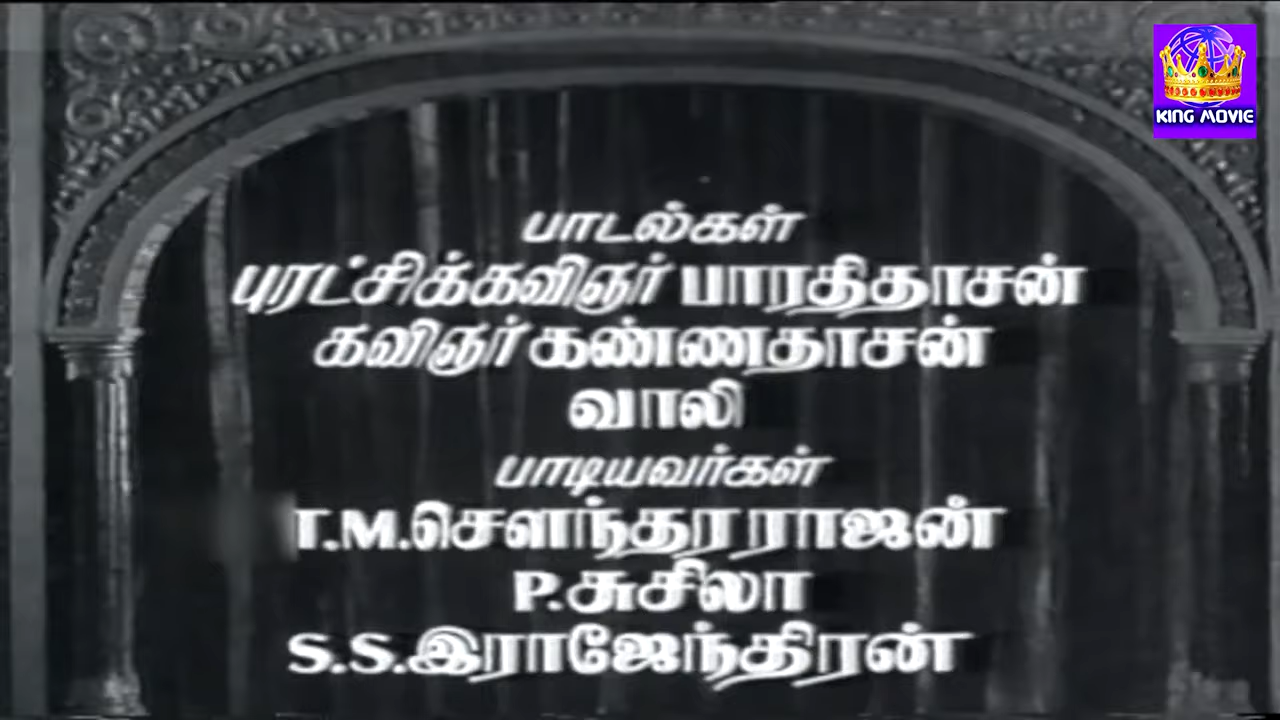 KING MOVIE
பாடல்கள்
புரட்சிக்கவிஞர் பாரதிதாசன்
கவிஞர் கண்ணதாசன்
வாலி
பாடியவர்கள்
T.M.சௌந்தரராஜன்
P.சுசிலா
S.S.இராஜேந்திரன்